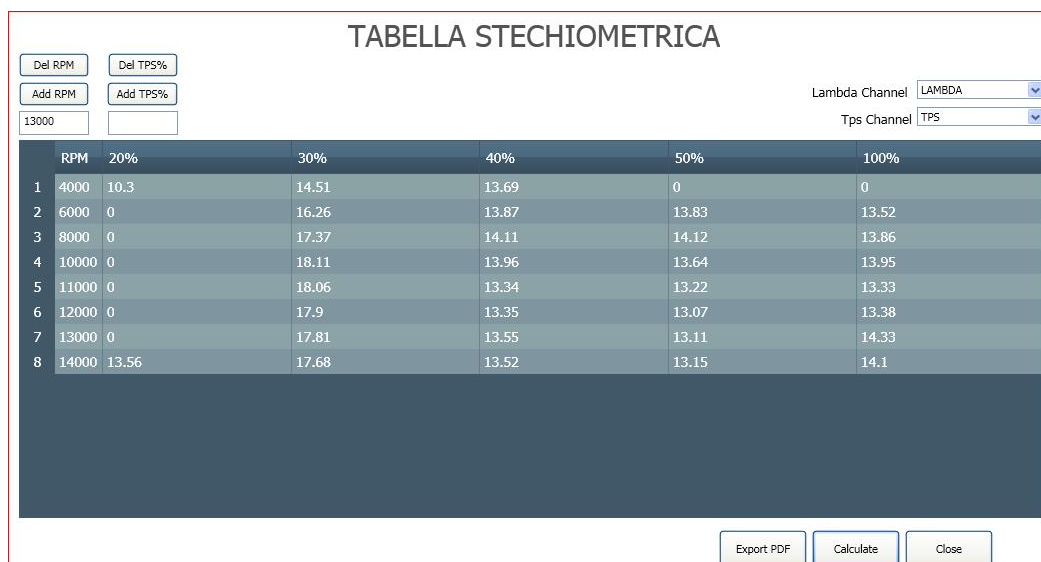 TABELLA STECHIOMETRICA
Del RPM Del TPS%
Add RPM Add TPS% Lambda Channel LAMBDA
13000 Tps Channel TPS
RPM 20% 30% 40% 50% 100%
1 4000 10.3 14.51 13.69 0 0
2 6000 0 16.26 13.87 13.83 13.52
3 8000 0 17.37 14.11 14.12 13.86
4 10000 0 18.11 13.96 13.64 13.95
5 11000 0 18.06 13.34 13.22 13.33
6 12000 0 17.9 13.35 13.07 13.38
7 13000 0 17.81 13.55 13.11 14.33
8 14000 13.56 17.68 13.52 13.15 14.1
Export PDF Calculate Close